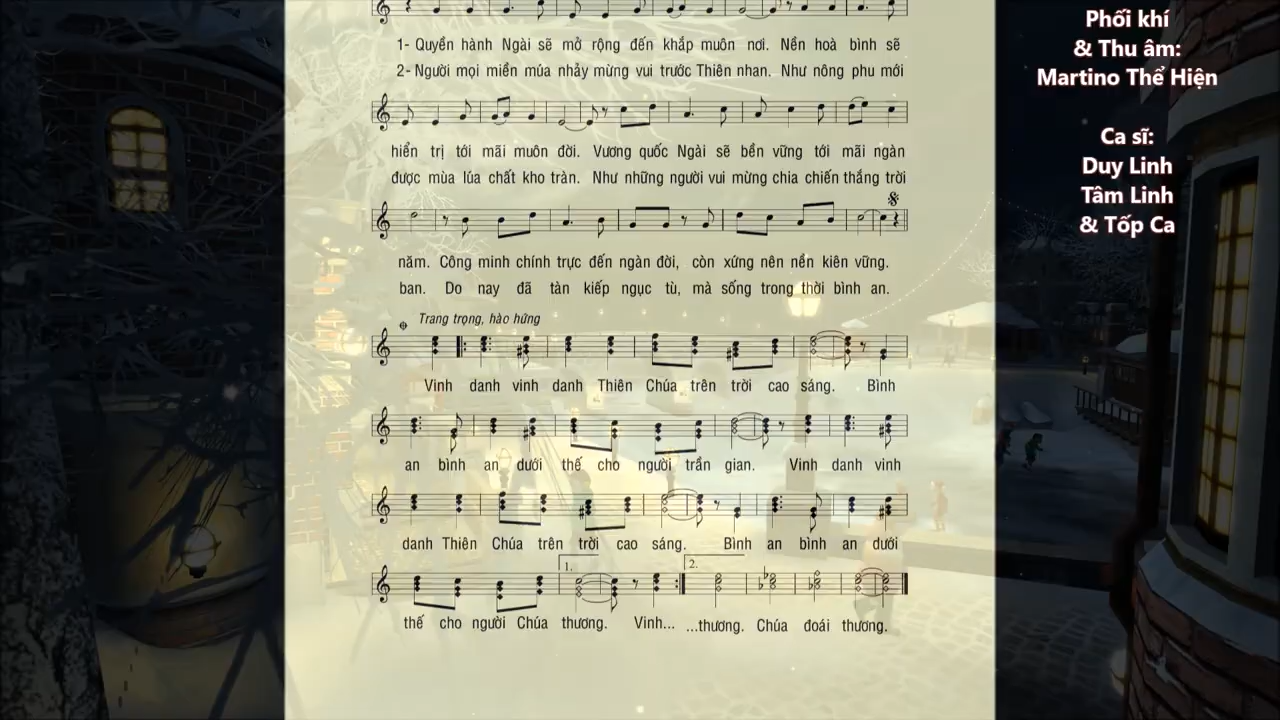 1- Quyền hành Ngài sẽ mở rộng đến khắp muôn nơi. Nền hoà bình sẽ
2- Người mọi miền múa nhảy mừng vui trước Thiên nhan. Như nông phu mới
hiển trị tới mãi muôn đời. Vương quốc Ngài sẽ bền vững tới mãi ngàn
được mùa lúa chất kho tràn. Như những người vui mừng chia chiến thắng trời
năm. Công minh chính trực đến ngàn đời, còn xứng nên nền kiên vững.
ban. Do nay đã tàn kiếp ngục tù, mà sống trong thời bình an.
Trang trọng, hào hứng
Vinh danh vinh danh Thiên Chúa trên trời cao sáng. Bình
an bình an dưới thế cho người trần gian. Vinh danh vinh
danh Thiên Chúa trên trời cao sáng. Bình an bình an dưới
1. 2.
thế cho người Chúa thương. Vinh... ...thương. Chúa đoái thương.
Phối khí
& Thu âm:
Martino Thể Hiện
Ca sĩ:
Duy Linh
Tâm Linh
& Tốp Ca